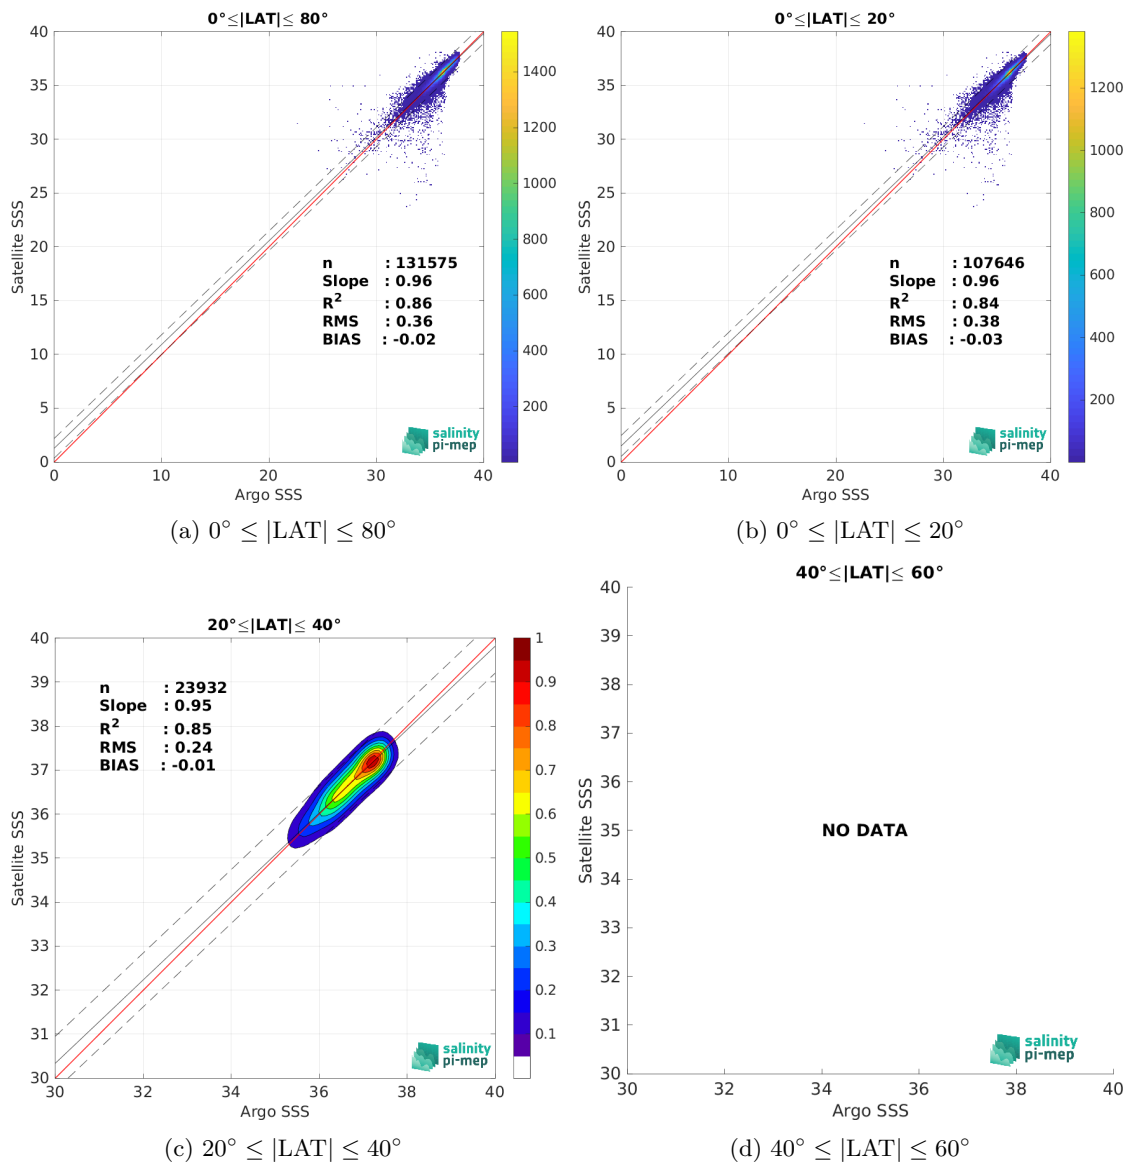 0°≤|LAT|≤ 80°
40
35
30
25
20
15
10
5
0
Satellite SSS
0
10
20
30
40
Argo SSS
n : 131575
Slope : 0.96
R² : 0.86
RMS : 0.36
BIAS : -0.02
salinity
pi-mep
1400
1200
1000
800
600
400
200
(a) 0° ≤ |LAT| ≤ 80°
0°≤|LAT|≤ 20°
40
35
30
25
20
15
10
5
0
Satellite SSS
0
10
20
30
40
Argo SSS
n : 107646
Slope : 0.96
R² : 0.84
RMS : 0.38
BIAS : -0.03
salinity
pi-mep
1200
1000
800
600
400
200
(b) 0° ≤ |LAT| ≤ 20°
20°≤|LAT|≤ 40°
40
39
38
37
36
35
34
33
32
31
30
Satellite SSS
30
32
34
36
38
40
Argo SSS
n : 23932
Slope : 0.95
R² : 0.85
RMS : 0.24
BIAS : -0.01
salinity
pi-mep
1
0.9
0.8
0.7
0.6
0.5
0.4
0.3
0.2
0.1
(c) 20° ≤ |LAT| ≤ 40°
40°≤|LAT|≤ 60°
40
39
38
37
36
35
34
33
32
31
30
Satellite SSS
NO DATA
30
32
34
36
38
40
Argo SSS
salinity
pi-mep
(d) 40° ≤ |LAT| ≤ 60°